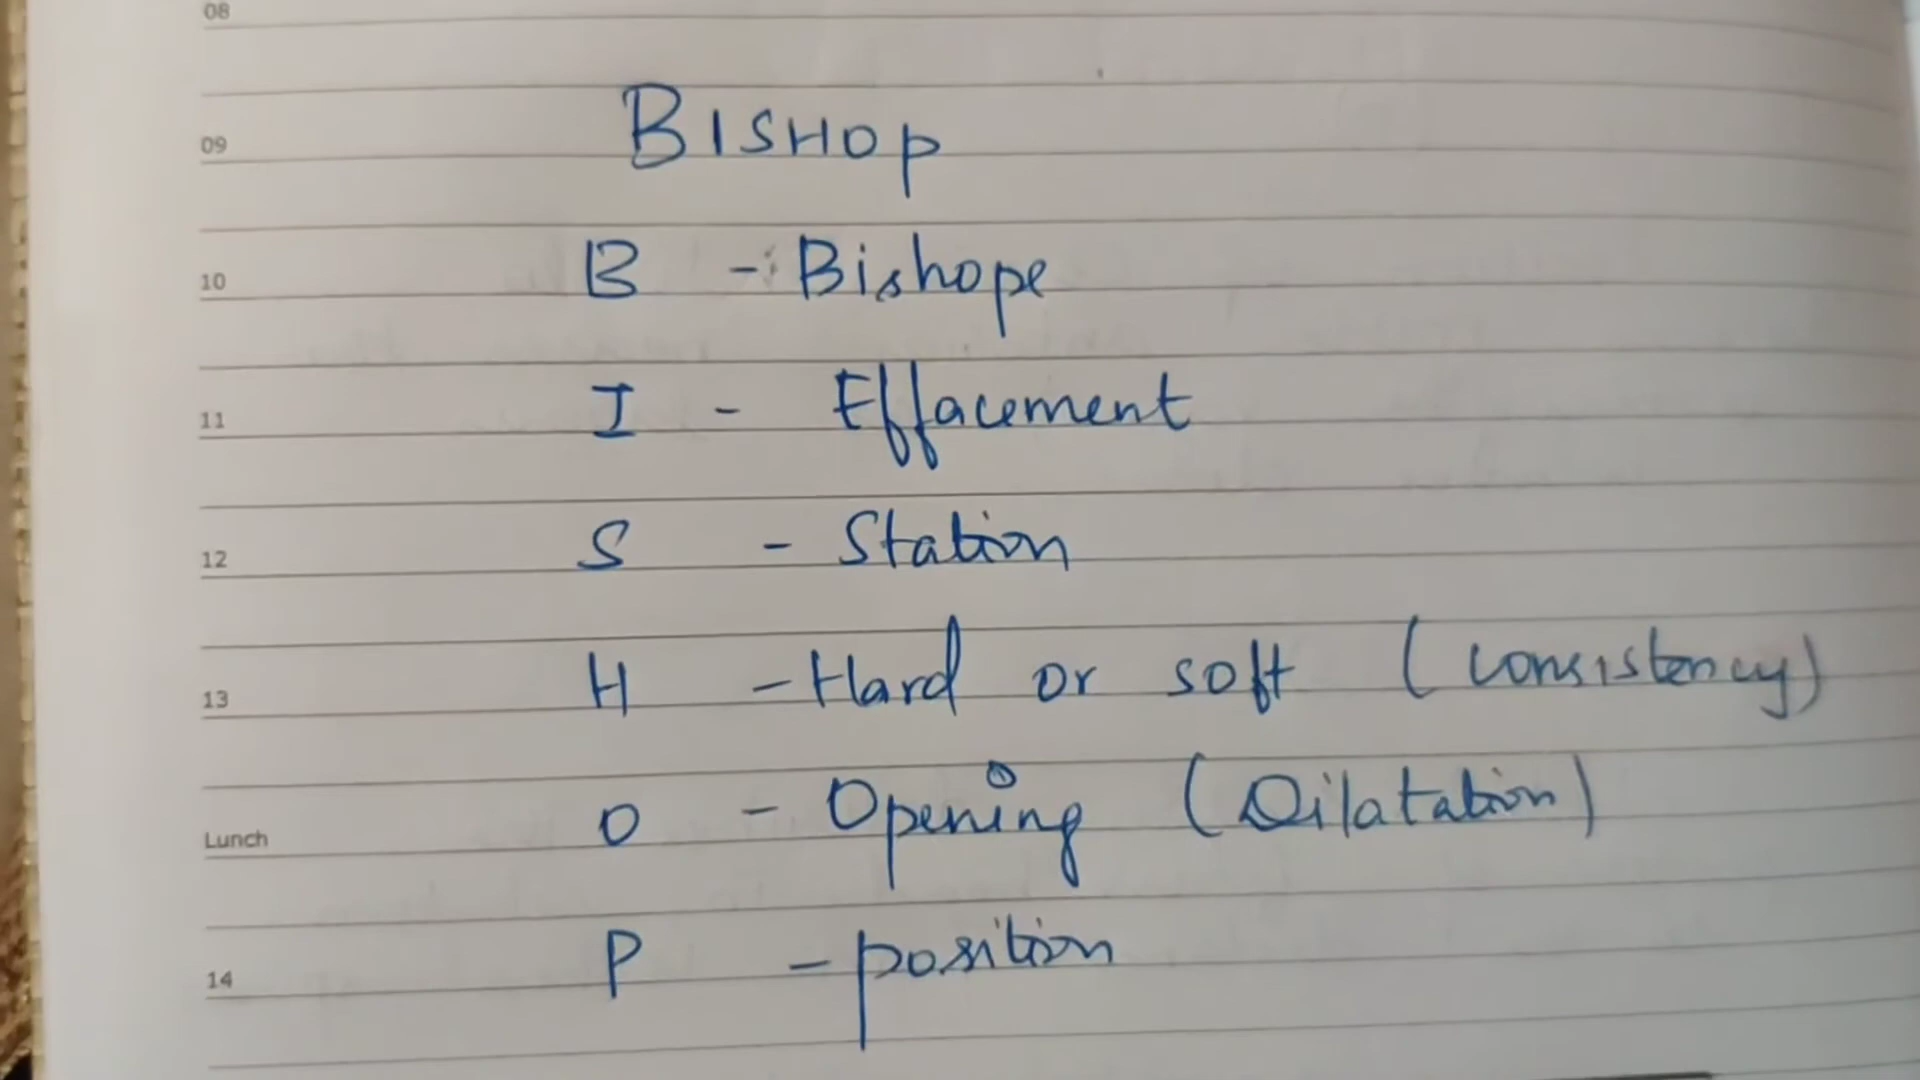 08
09 BISHOP
10 B - Bishope
11 I - Effacement
12 S - Station
13 H - Hard or soft (consistency)
Lunch O - Opening (Dilatation)
14 P - position